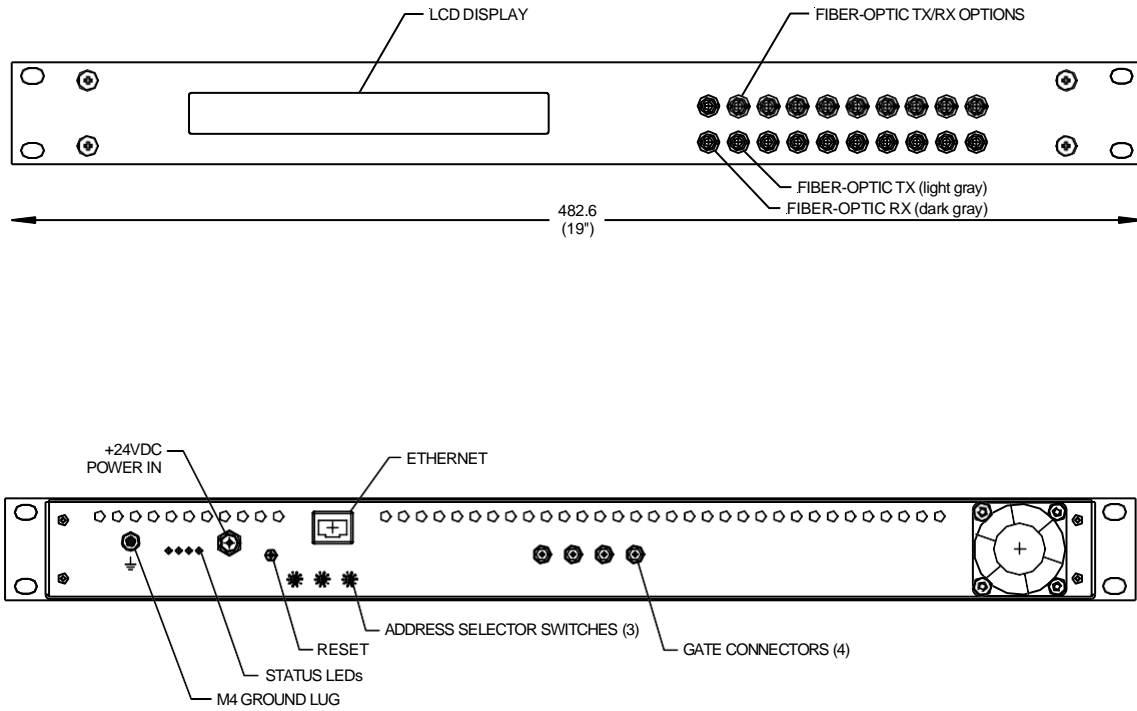 LCD DISPLAY
FIBER-OPTIC TX/RX OPTIONS
FIBER-OPTIC TX (light gray)
FIBER-OPTIC RX (dark gray)
482.6
(19")
+24VDC
POWER IN
ETHERNET
ADDRESS SELECTOR SWITCHES (3)
RESET
GATE CONNECTORS (4)
STATUS LEDs
M4 GROUND LUG